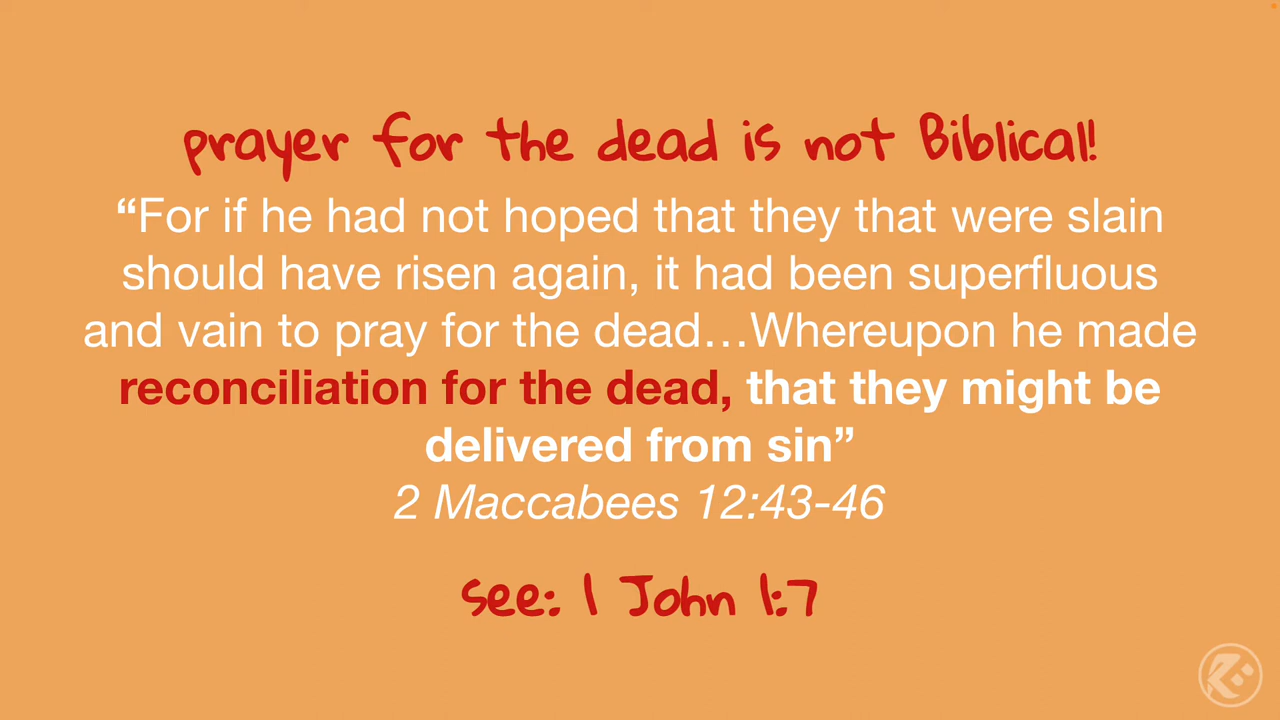 prayer for the dead is not Biblical!
“For if he had not hoped that they that were slain
should have risen again, it had been superfluous
and vain to pray for the dead…Whereupon he made
reconciliation for the dead, that they might be
delivered from sin”
2 Maccabees 12:43-46
see: 1 John 1:7